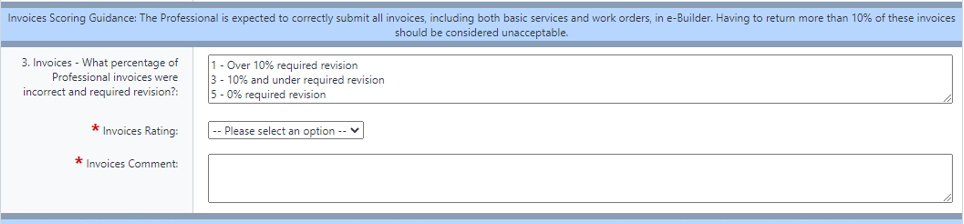 Invoices Scoring Guidance: The Professional is expected to correctly submit all invoices, including both basic services and work orders, in e-Builder. Having to return more than 10% of these invoices
should be considered unacceptable.
3. Invoices - What percentage of
Professional invoices were
incorrect and required revision?:
1 - Over 10% required revision
3 - 10% and under required revision
5 - 0% required revision
* Invoices Rating:
-- Please select an option --
* Invoices Comment: